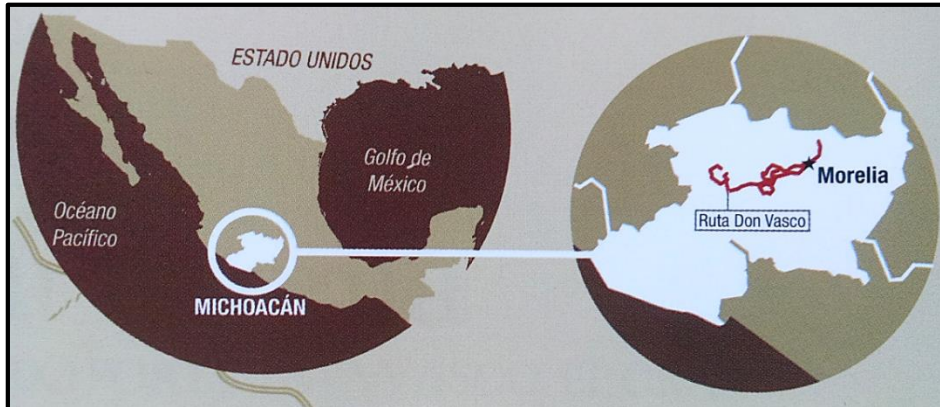 ESTADO UNIDOS
Golfo de
México
Océano
Pacífico
MICHOACÁN
Morelia
Ruta Don Vasco